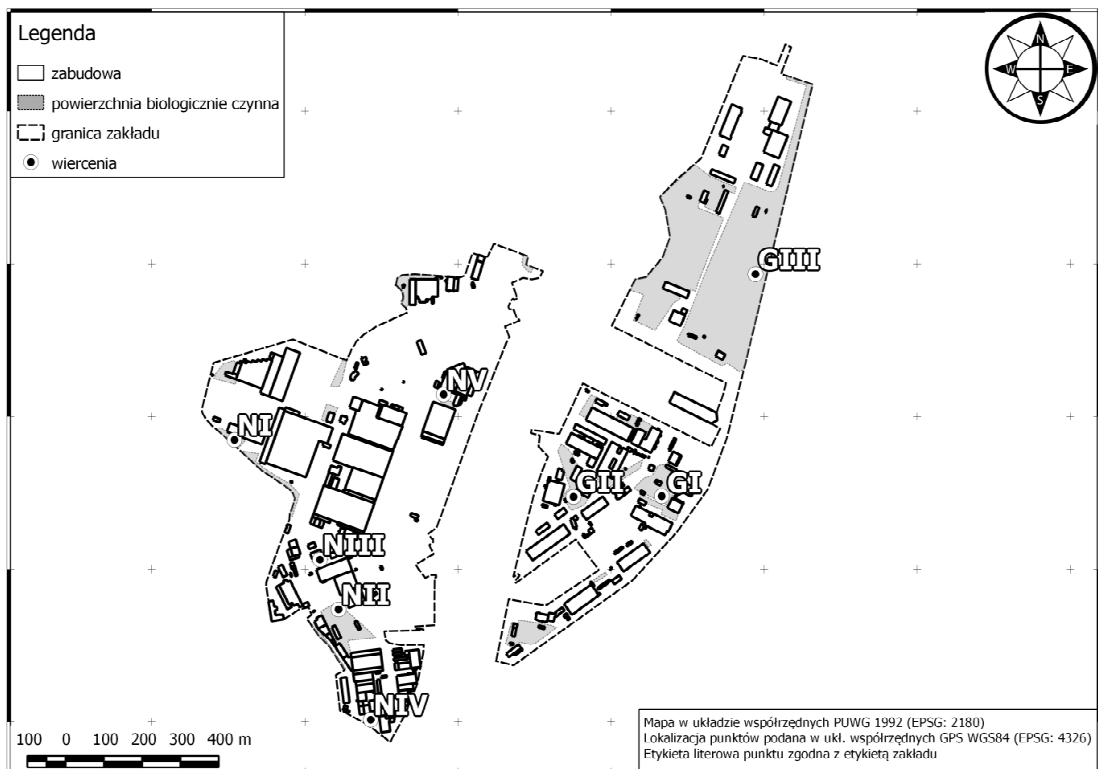 Legenda
zabudowa
powierzchnia biologicznie czynna
granica zakładu
wiercenia
N
W E
S
GIII
NV
NI
GII GI
NIII
NII
NIV
100 0 100 200 300 400 m
Mapa w układzie współrzędnych PUWG 1992 (EPSG: 2180)
Lokalizacja punktów podana w ukł. współrzędnych GPS WGS84 (EPSG: 4326)
Etykieta literowa punktu zgodna z etykietą zakładu